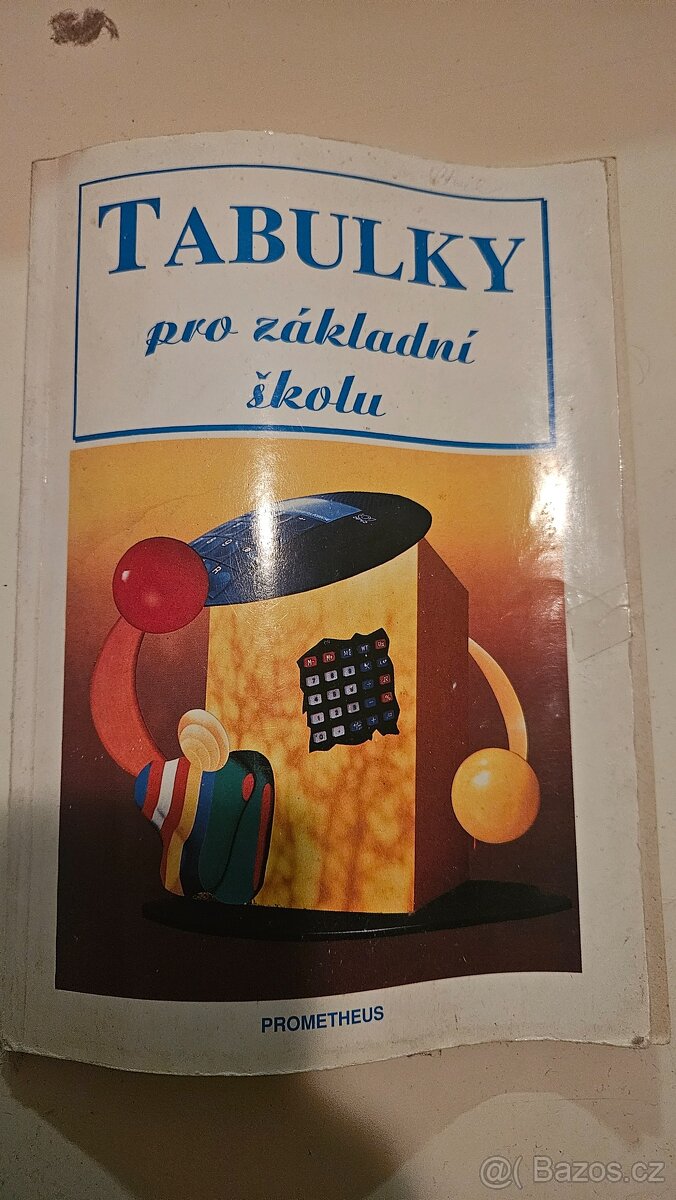 TABULKY
pro základní
školu
PROMETHEUS
@( Bazos.cz